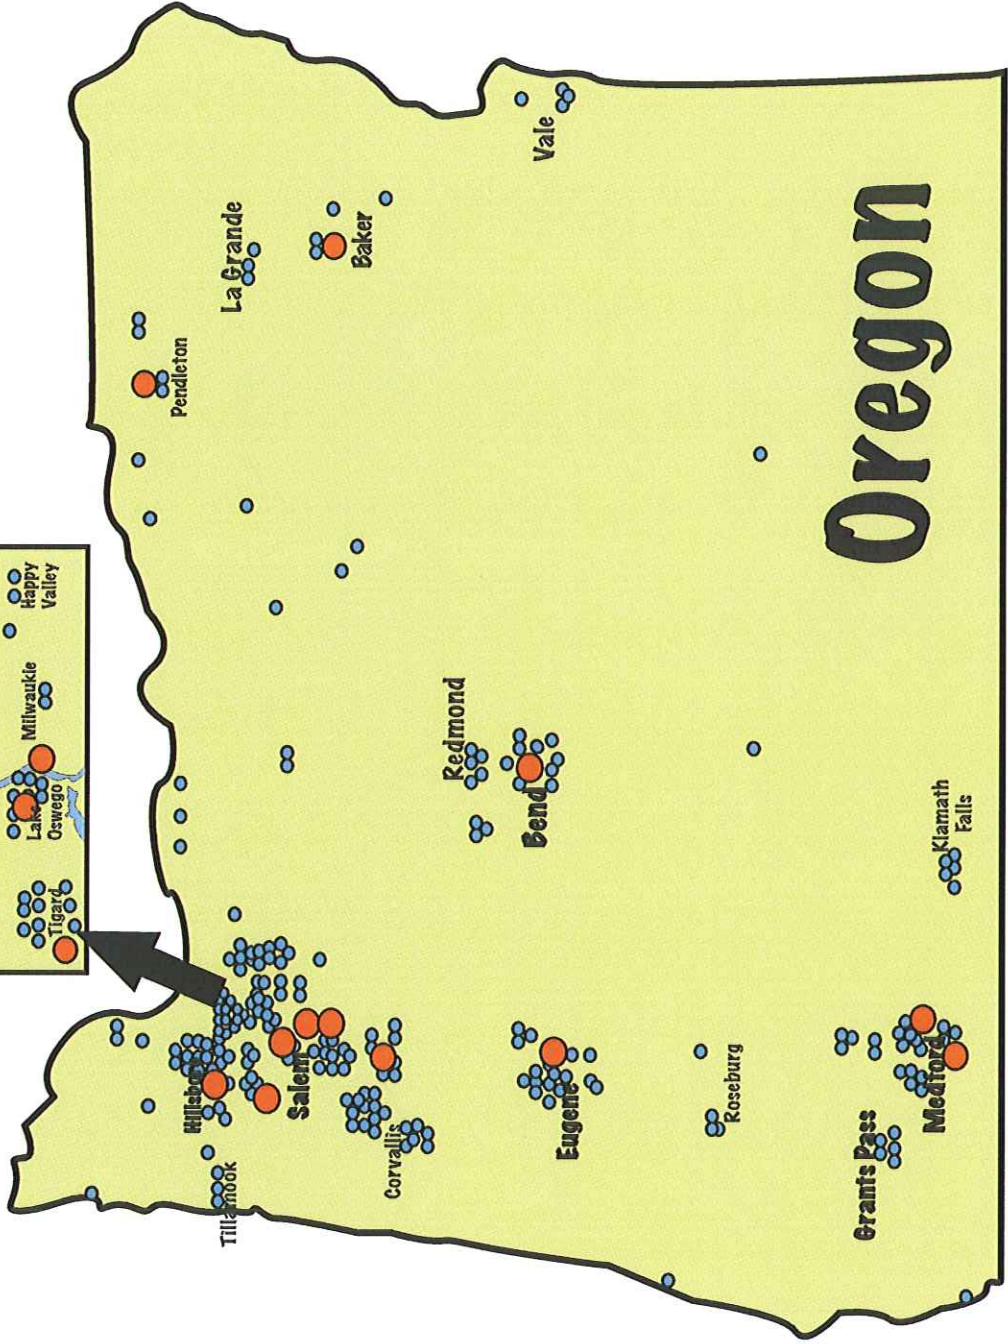 Happy
Valley
Milwaukie
Lake
Oswego
Tigard
Pendleton
Hillsboro
Tillamook
La Grande
Salem
Baker
Corvallis
Redmond
Bend
Vale
Eugene
Roseburg
Grants Pass
Oregon
Medford
Klamath
Falls